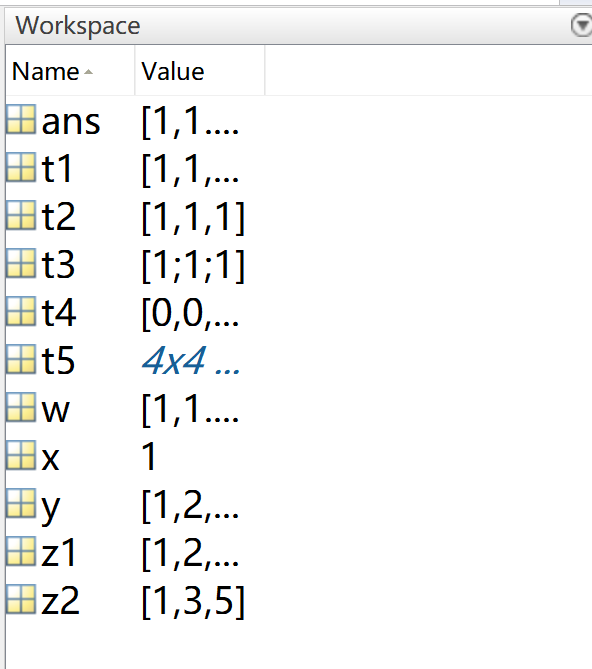 Workspace
Name Value
ans [1,1....
t1 [1,1,...
t2 [1,1,1]
t3 [1;1;1]
t4 [0,0,...
t5 4x4 ...
w [1,1....
x 1
y [1,2,...
z1 [1,2,...
z2 [1,3,5]